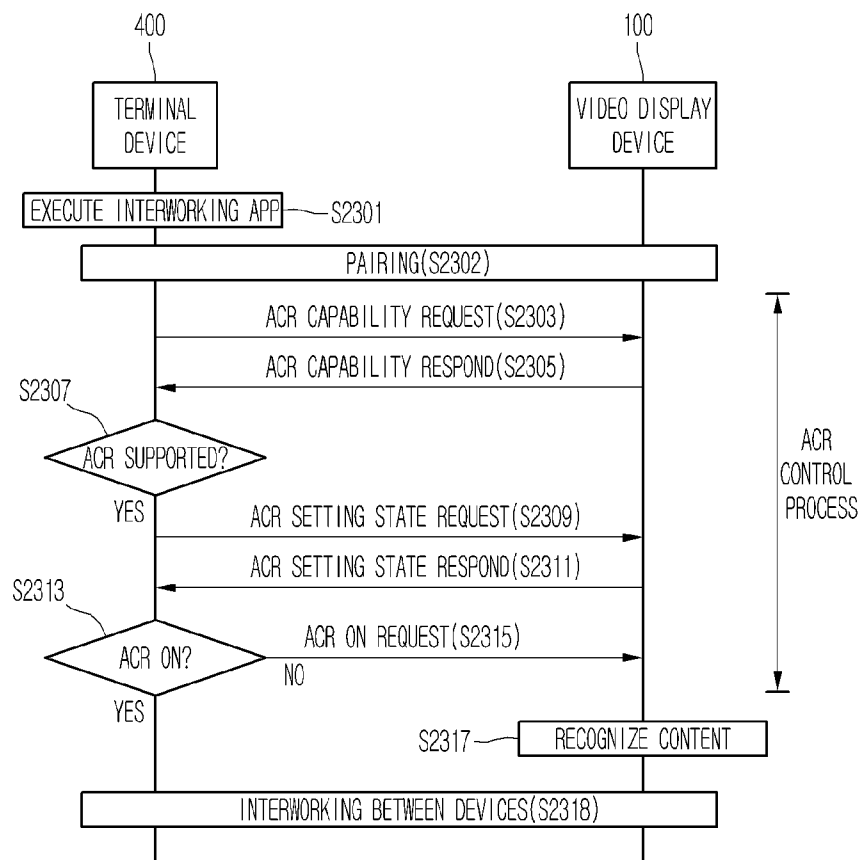 400
100
TERMINAL
DEVICE
VIDEO DISPLAY
DEVICE
EXECUTE INTERWORKING APP
S2301
PAIRING(S2302)
ACR CAPABILITY REQUEST(S2303)
ACR CAPABILITY RESPOND(S2305)
S2307
ACR SUPPORTED?
YES
ACR
CONTROL
PROCESS
ACR SETTING STATE REQUEST(S2309)
ACR SETTING STATE RESPOND(S2311)
S2313
ACR ON?
ACR ON REQUEST(S2315)
NO
YES
S2317
RECOGNIZE CONTENT
INTERWORKING BETWEEN DEVICES(S2318)